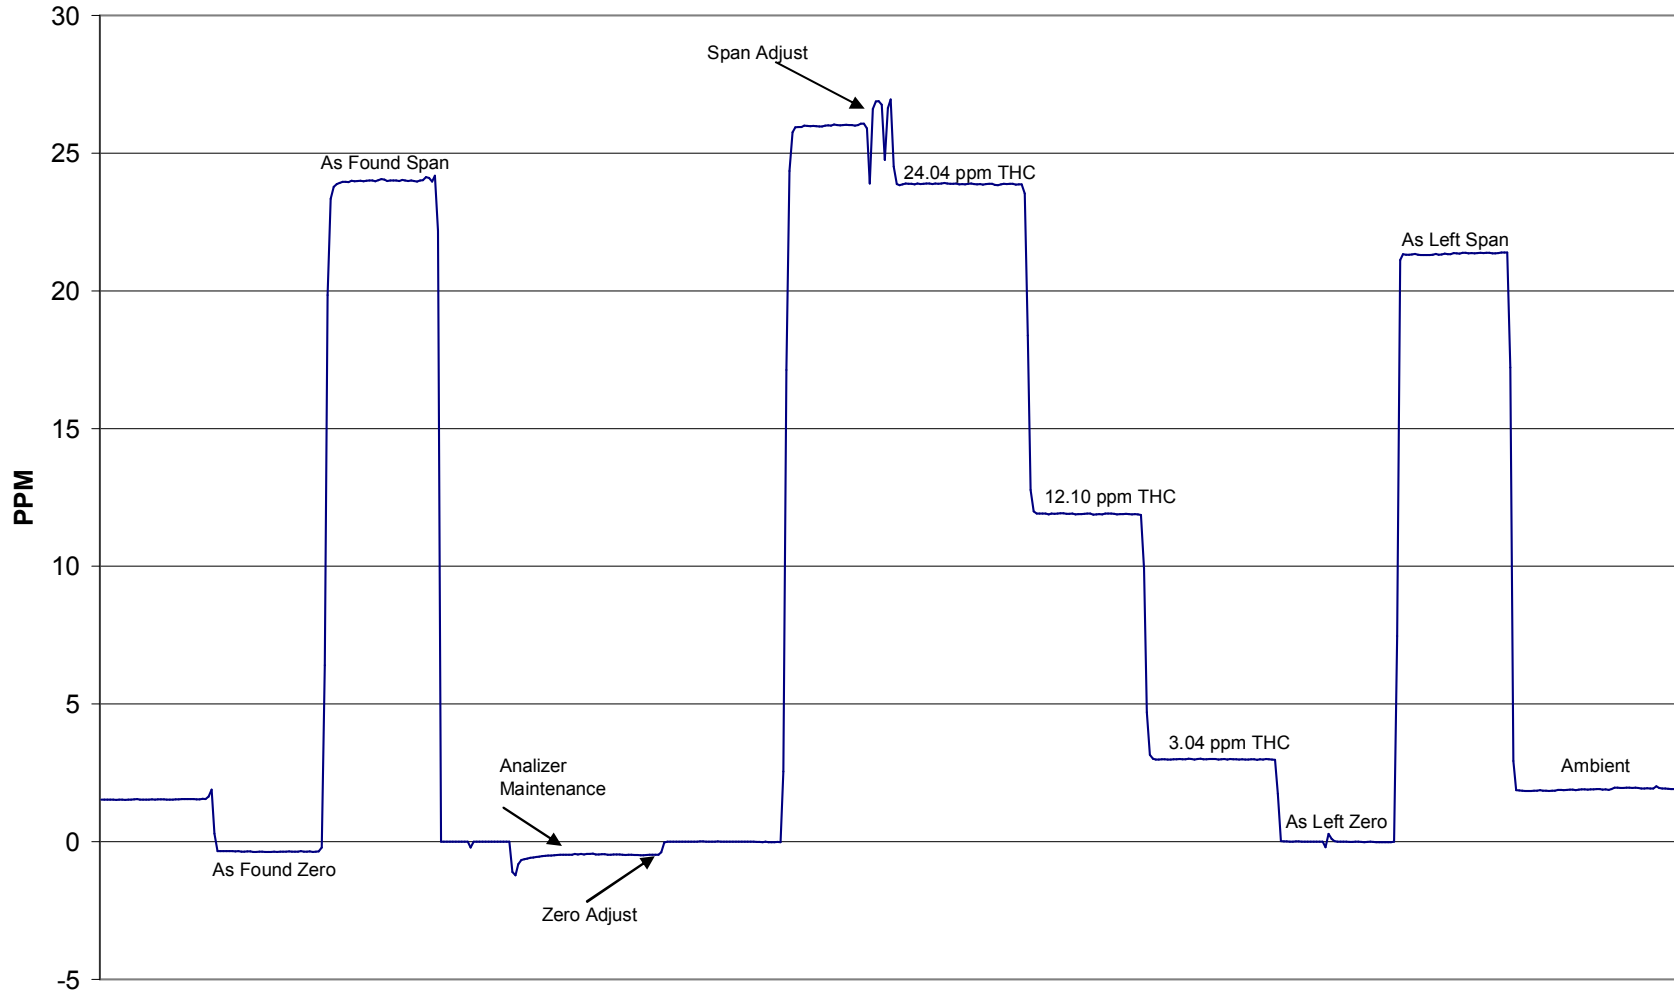 30
25
20
15
10
5
0
-5
PPM
Span Adjust
As Found Span
24.04 ppm THC
As Left Span
12.10 ppm THC
3.04 ppm THC
Analizer
Maintenance
Ambient
As Left Zero
As Found Zero
Zero Adjust